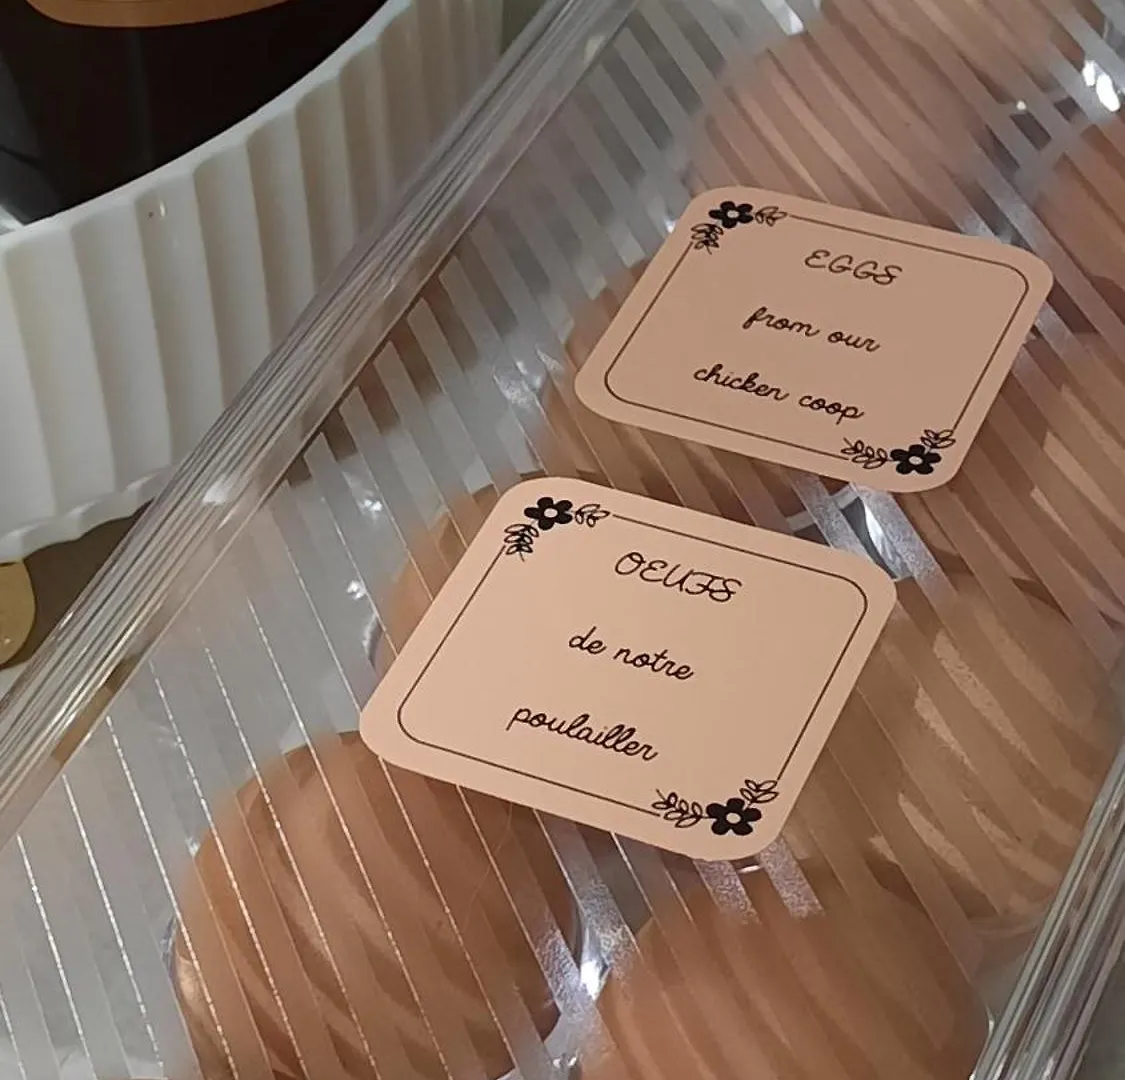 EGGS
from our
chicken coop
OEUFS
de notre
poulailler